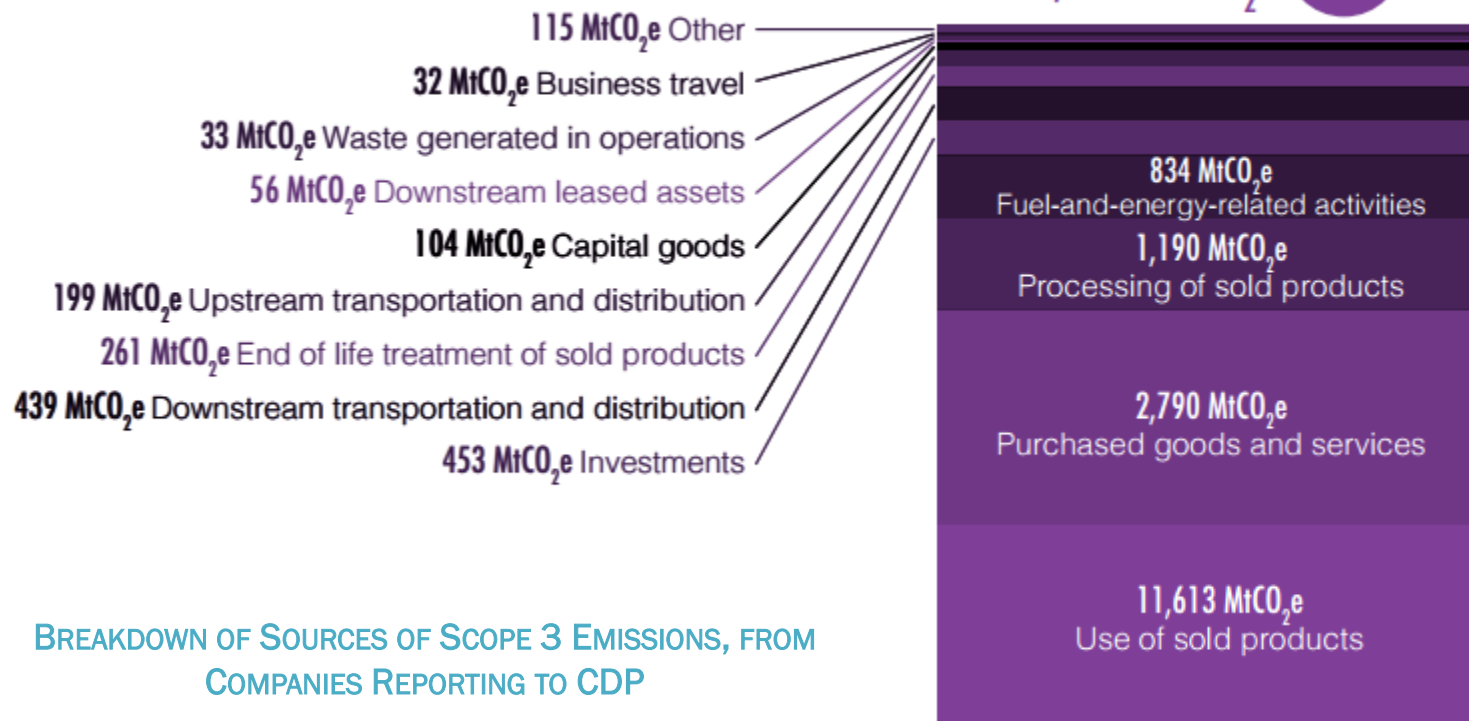 115 MtCO₂e Other
32 MtCO₂e Business travel
33 MtCO₂e Waste generated in operations
56 MtCO₂e Downstream leased assets
104 MtCO₂e Capital goods
199 MtCO₂e Upstream transportation and distribution
261 MtCO₂e End of life treatment of sold products
439 MtCO₂e Downstream transportation and distribution
453 MtCO₂e Investments
834 MtCO₂e
Fuel-and-energy-related activities
1,190 MtCO₂e
Processing of sold products
2,790 MtCO₂e
Purchased goods and services
11,613 MtCO₂e
Use of sold products
BREAKDOWN OF SOURCES OF SCOPE 3 EMISSIONS, FROM
COMPANIES REPORTING TO CDP